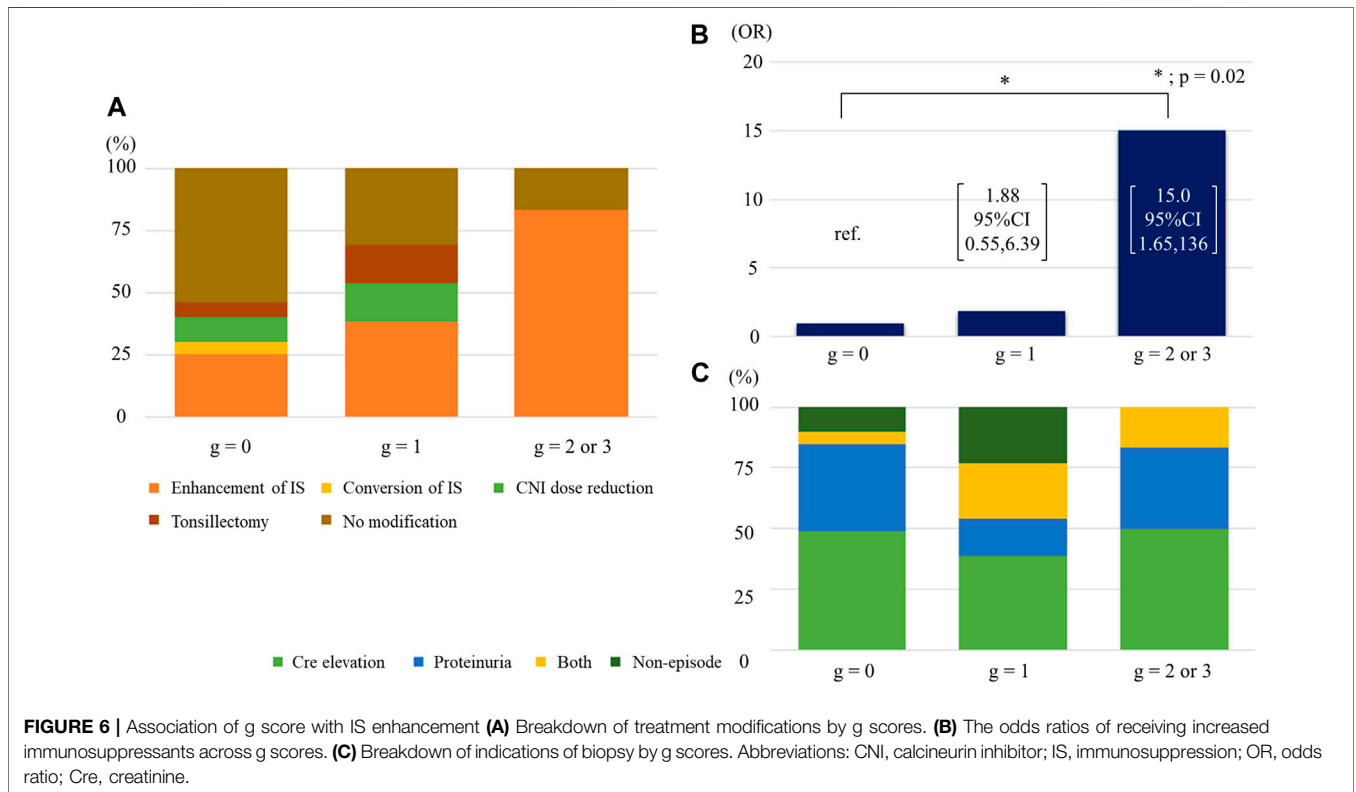 A
(%)
100
75
50
25
0
g = 0
g = 1
g = 2 or 3
Enhancement of IS
Conversion of IS
CNI dose reduction
Tonsillectomy
No modification
B
(OR)
20
15
10
5
0
*
* ; p = 0.02
ref.
1.88
95%CI
0.55,6.39
15.0
95%CI
1.65,136
g = 0
g = 1
g = 2 or 3
C
(%)
100
75
50
25
0
g = 0
g = 1
g = 2 or 3
Cre elevation
Proteinuria
Both
Non-episode
FIGURE 6 | Association of g score with IS enhancement (A) Breakdown of treatment modifications by g scores. (B) The odds ratios of receiving increased
immunosuppressants across g scores. (C) Breakdown of indications of biopsy by g scores. Abbreviations: CNI, calcineurin inhibitor; IS, immunosuppression; OR, odds
ratio; Cre, creatinine.